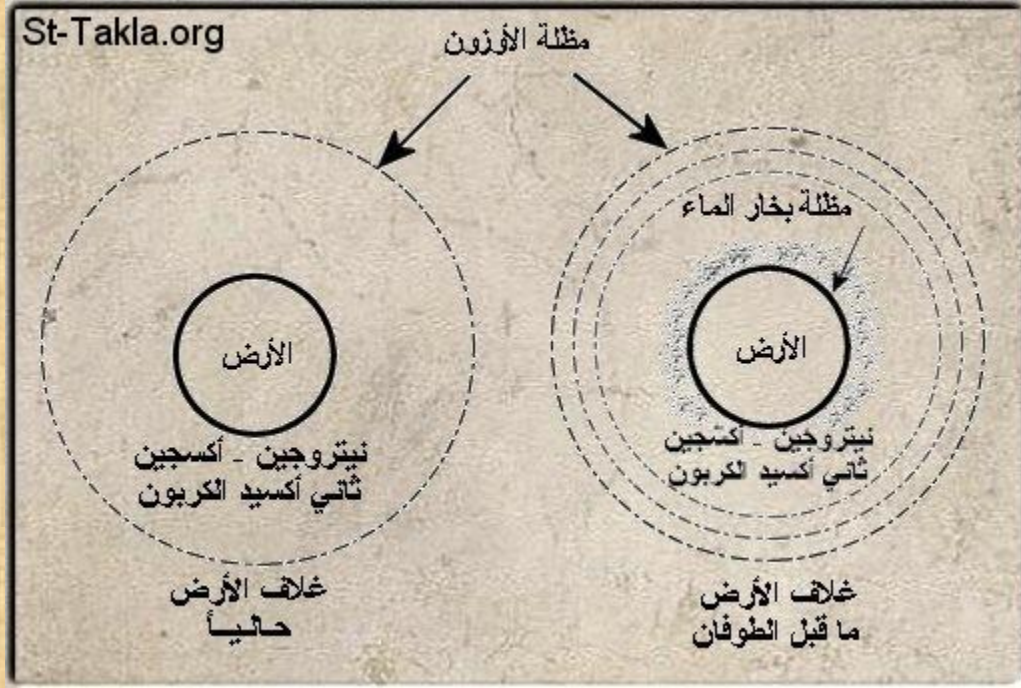 St-Takla.org
مظلة الأوزون
مظلة بخار الماء
الأرض
نيتروجين - أكسجين
ثاني أكسيد الكربون
غلاف الأرض
ما قبل الطوفان
الأرض
نيتروجين - أكسجين
ثاني أكسيد الكربون
غلاف الأرض
حالياً